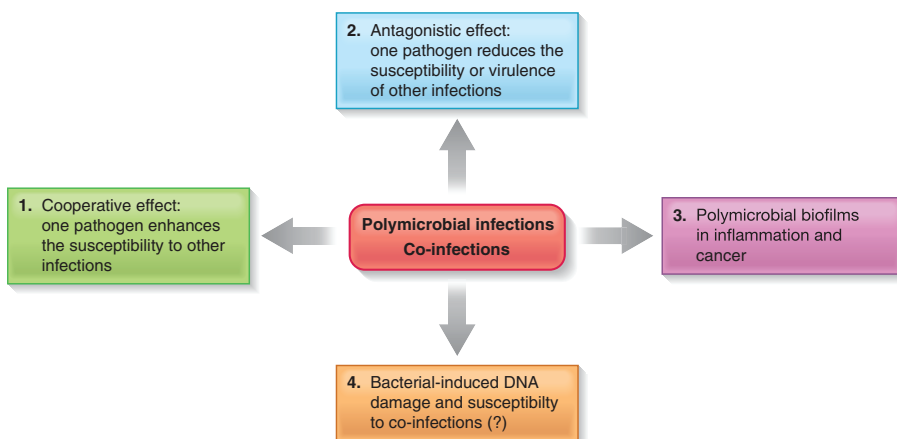 2. Antagonistic effect:
one pathogen reduces the
susceptibility or virulence
of other infections
1. Cooperative effect:
one pathogen enhances
the susceptibility to other
infections
Polymicrobial infections
Co-infections
3. Polymicrobial biofilms
in inflammation and
cancer
4. Bacterial-induced DNA
damage and susceptibilty
to co-infections (?)